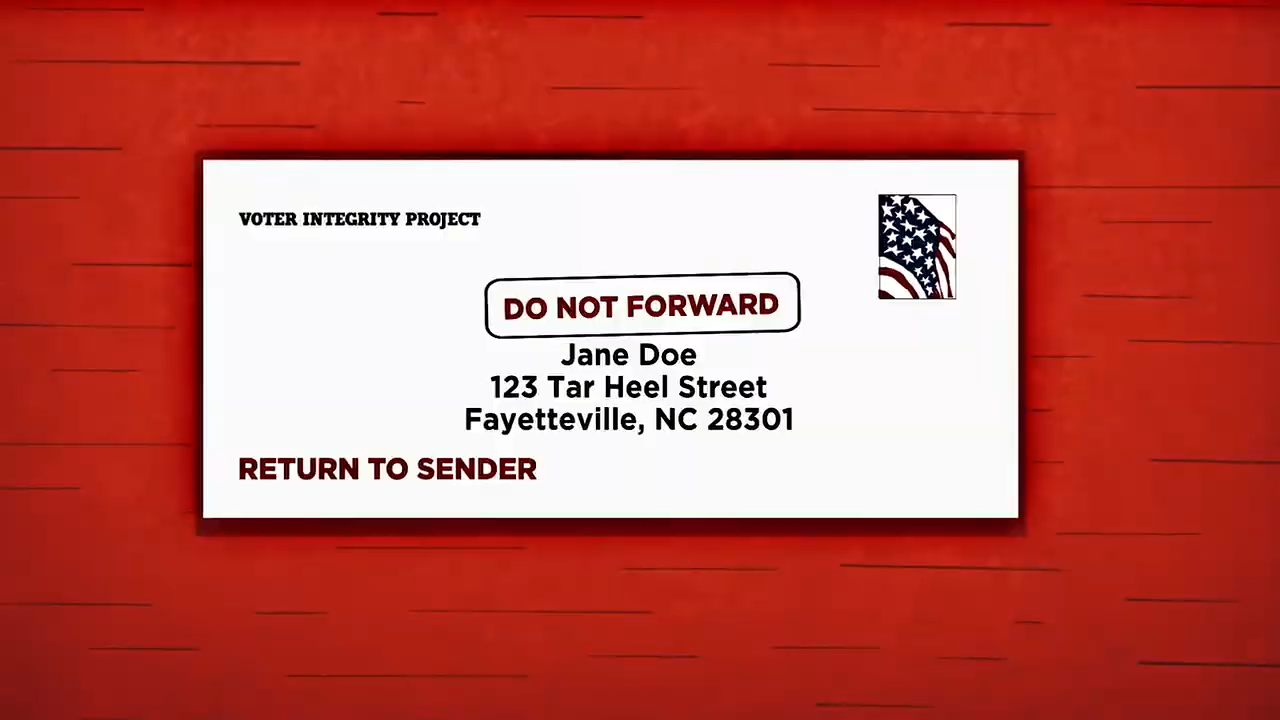 VOTER INTEGRITY PROJECT
DO NOT FORWARD
Jane Doe
123 Tar Heel Street
Fayetteville, NC 28301
RETURN TO SENDER